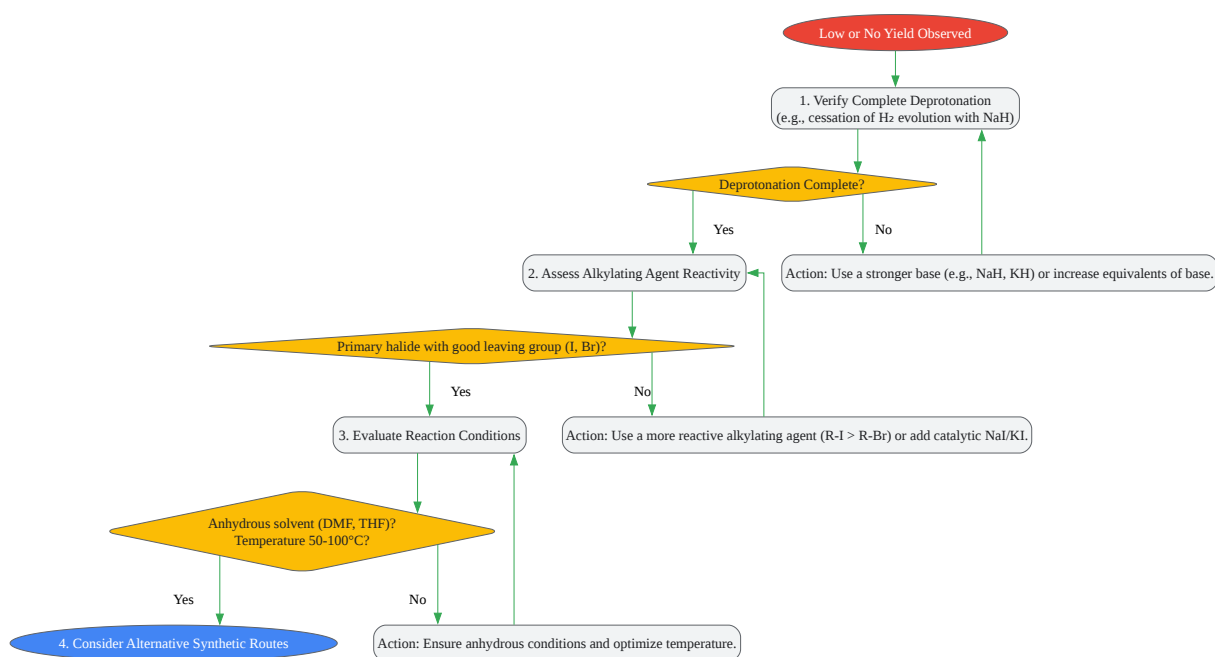 Low or No Yield Observed
1. Verify Complete Deprotonation
(e.g., cessation of H₂ evolution with NaH)
Deprotonation Complete?
Yes
No
2. Assess Alkylating Agent Reactivity
Action: Use a stronger base (e.g., NaH, KH) or increase equivalents of base.
Primary halide with good leaving group (I, Br)?
Yes
No
3. Evaluate Reaction Conditions
Action: Use a more reactive alkylating agent (R-I > R-Br) or add catalytic NaI/KI.
Anhydrous solvent (DMF, THF)?
Temperature 50-100°C?
Yes
No
4. Consider Alternative Synthetic Routes
Action: Ensure anhydrous conditions and optimize temperature.